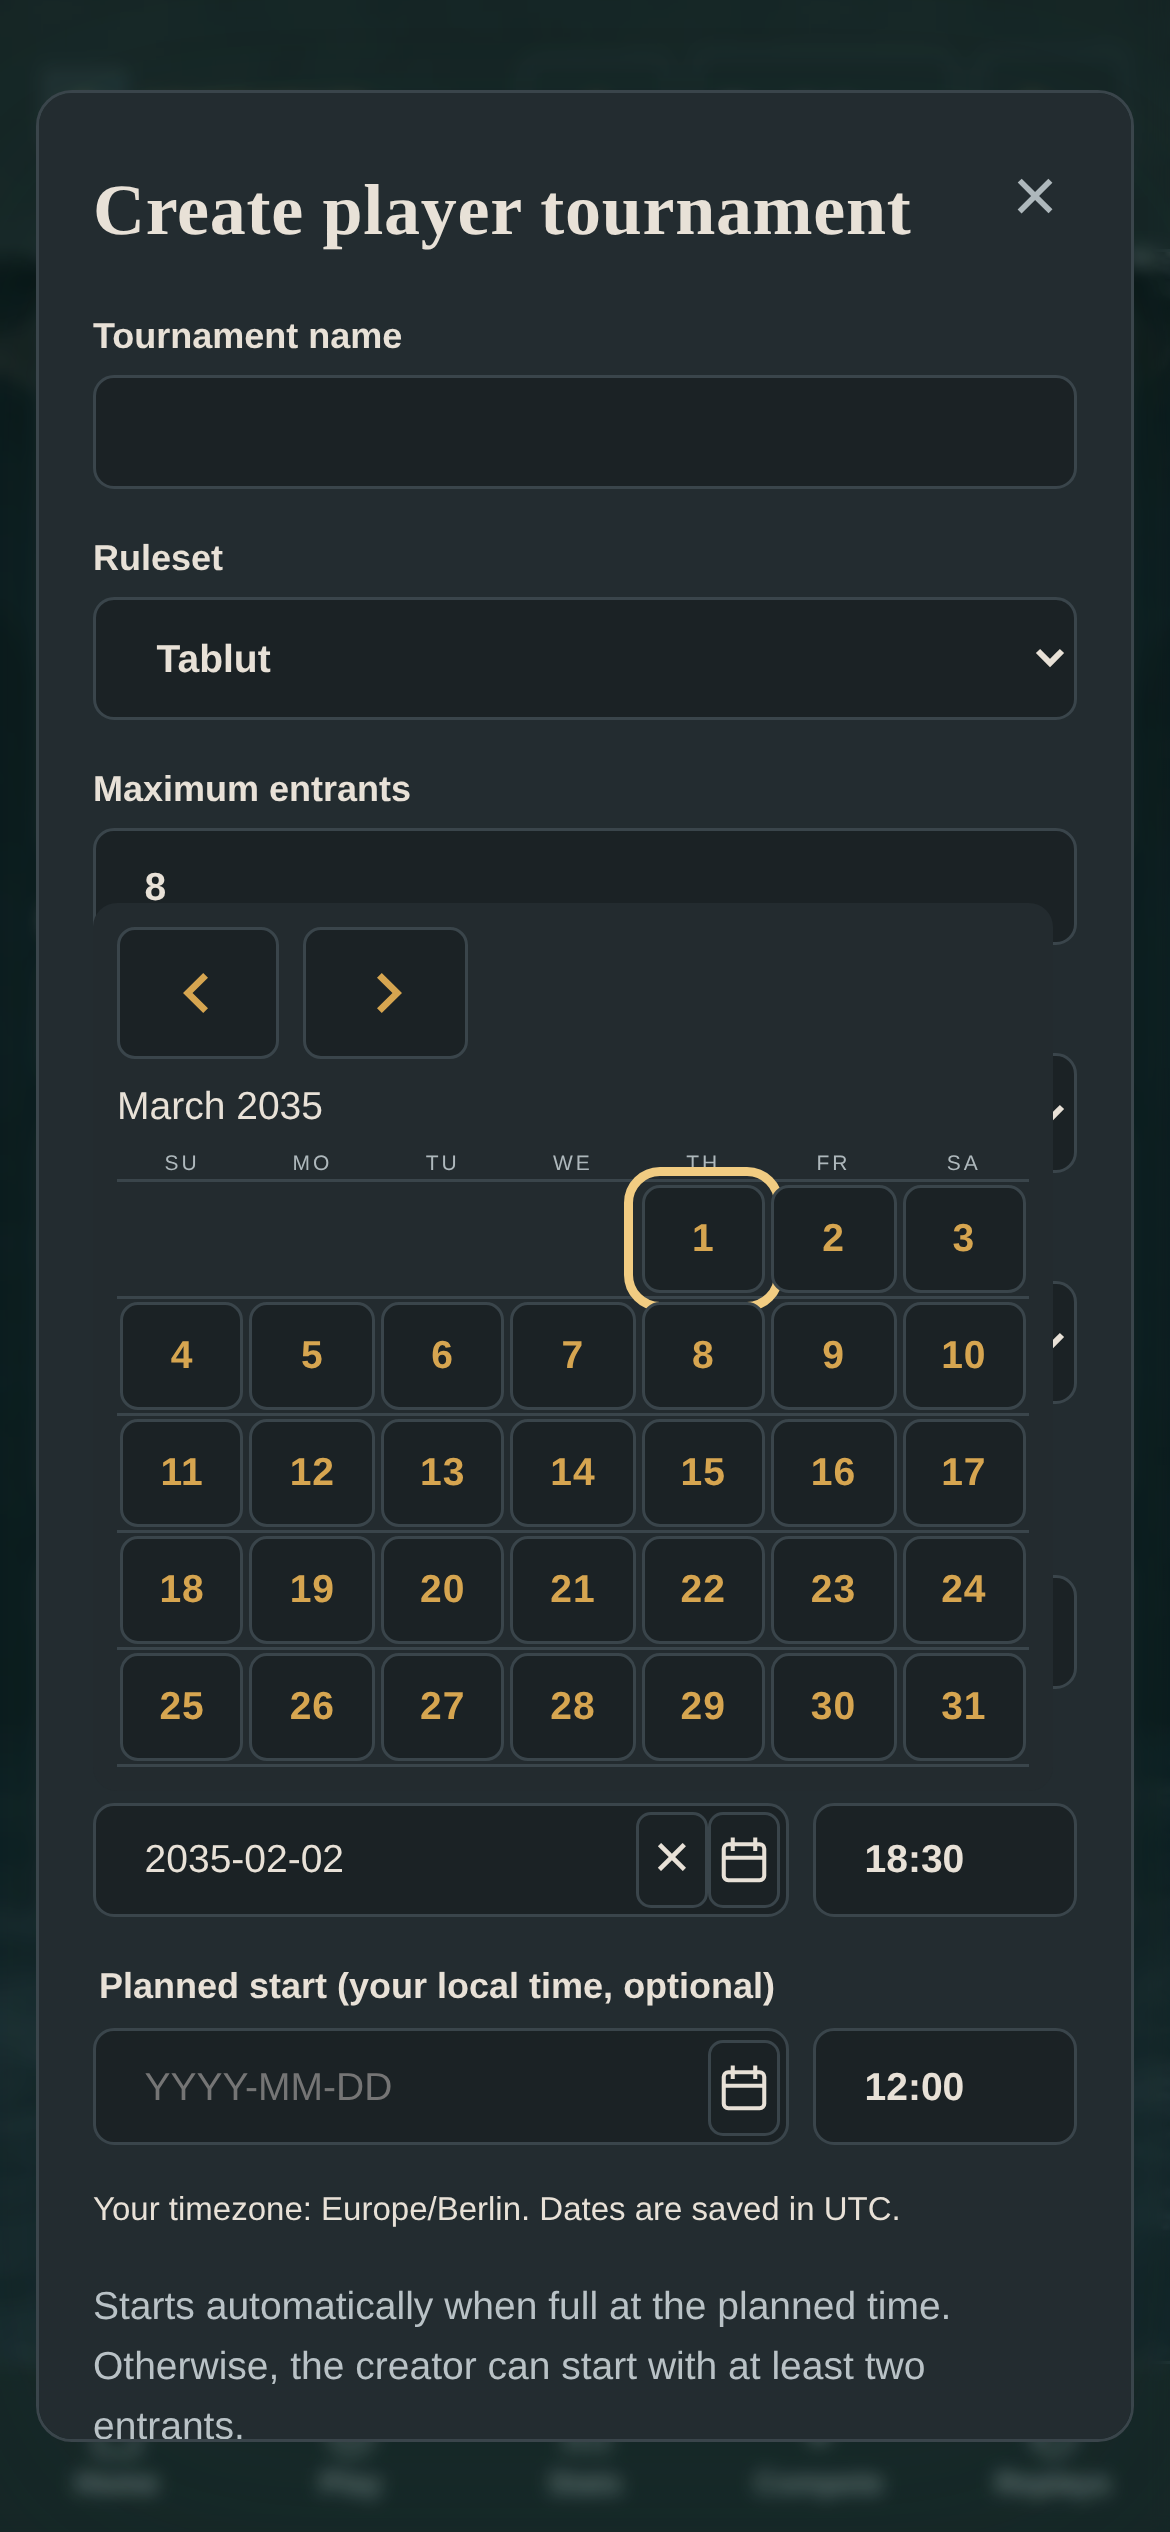 Create player tournament
Tournament name
Ruleset
Tablut
Maximum entrants
8
March 2035
SU MO TU WE TH FR SA
1 2 3
4 5 6 7 8 9 10
11 12 13 14 15 16 17
18 19 20 21 22 23 24
25 26 27 28 29 30 31
2035-02-02 18:30
Planned start (your local time, optional)
YYYY-MM-DD 12:00
Your timezone: Europe/Berlin. Dates are saved in UTC.
Starts automatically when full at the planned time.
Otherwise, the creator can start with at least two
entrants.